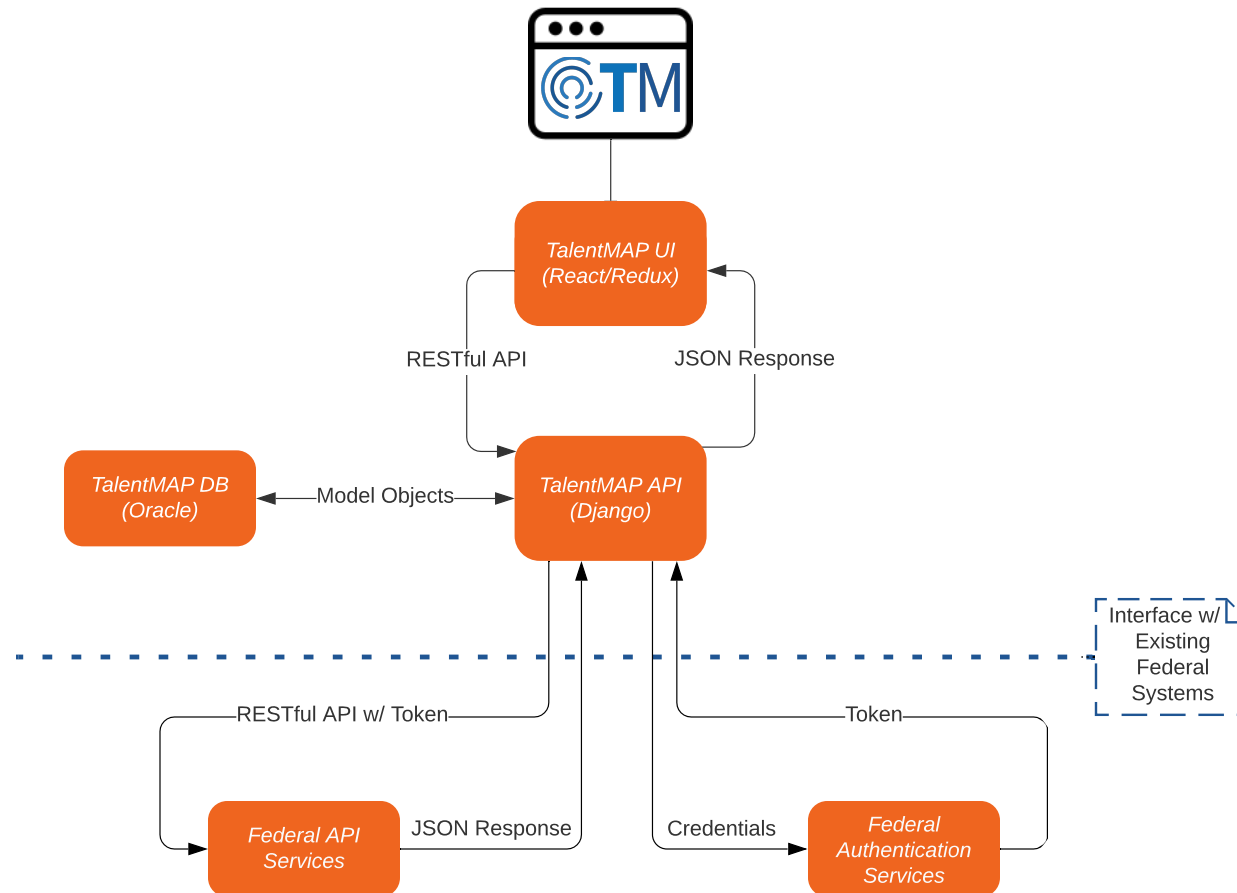 TM
TalentMAP UI
(React/Redux)
RESTful API
JSON Response
TalentMAP DB
(Oracle)
Model Objects
TalentMAP API
(Django)
Interface w/
Existing
Federal
Systems
RESTful API w/ Token
Token
Federal API
Services
JSON Response
Credentials
Federal
Authentication
Services